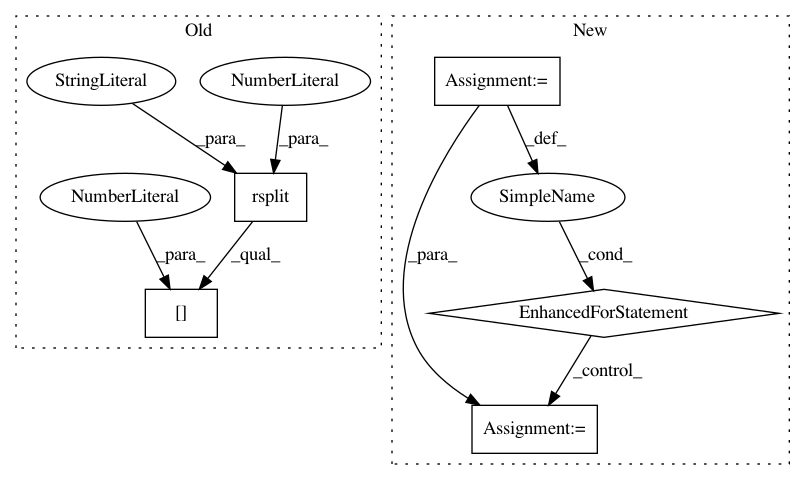 Old
New
StringLiteral
NumberLiteral
Assignment:=
_para_
_para_
_def_
NumberLiteral
rsplit
SimpleName
_para_
_qual_
_para_
_cond_
[]
EnhancedForStatement
_control_
Assignment:=